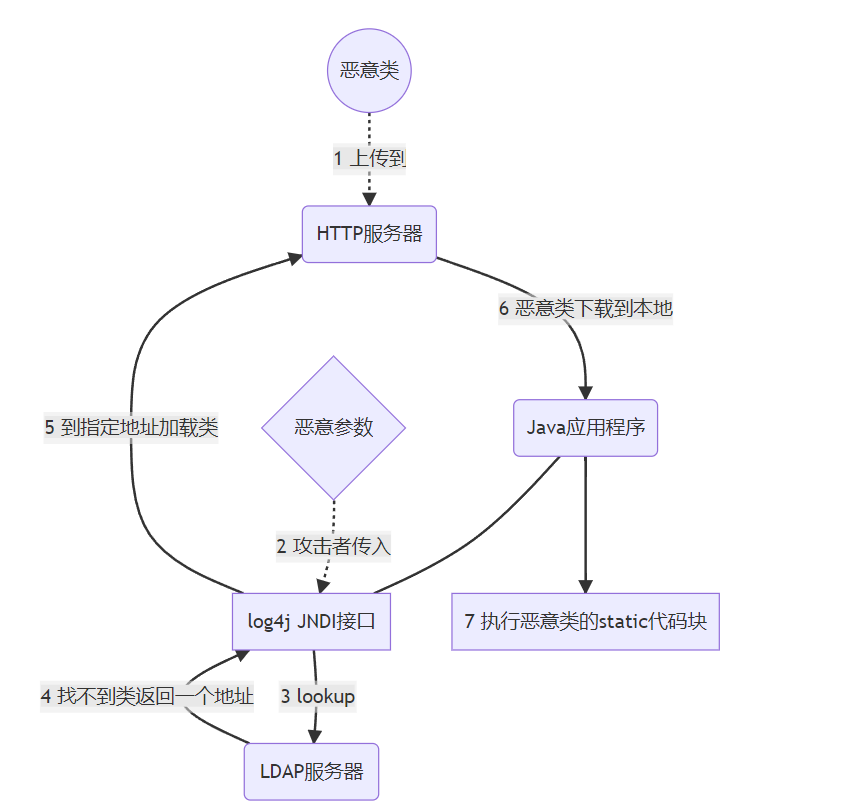 恶意类
1 上传到
HTTP服务器
6 恶意类下载到本地
5 到指定地址加载类
恶意参数
Java应用程序
2 攻击者传入
log4j JNDI接口
7 执行恶意类的static代码块
4 找不到类返回一个地址
3 lookup
LDAP服务器